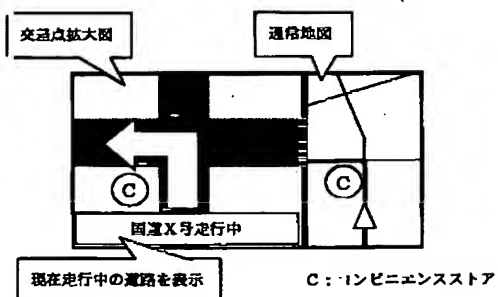 交差点拡大図
通常地図
C
C
国道X号走行中
現在走行中の道路を表示
C:コンビニエンスストア